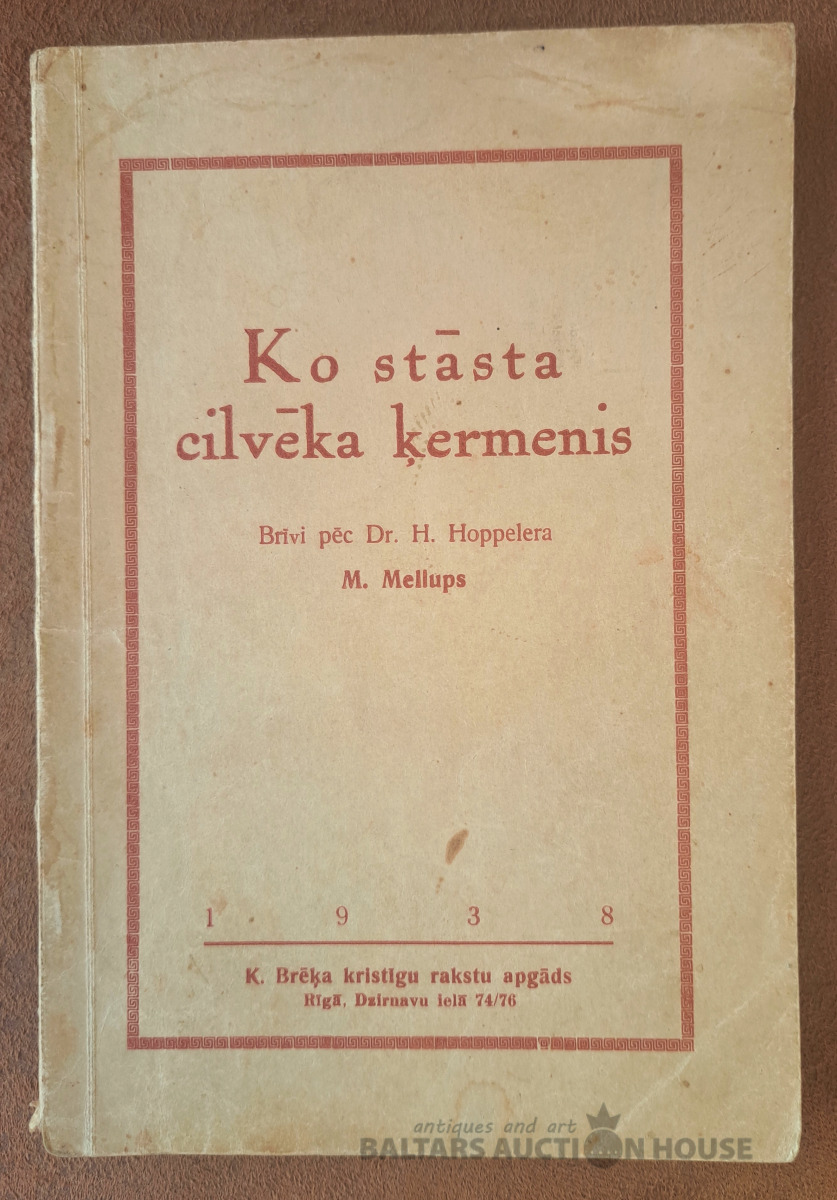 Ko stāsta
cilvēka ķermenis
Brīvi pēc Dr. H. Hoppelera
M. Mellups
1 9 3 8
K. Brēķa kristīgu rakstu apgāds
Rīgā, Dzirnavu ielā 74/76
antiques and art
BALTARS AUCTION HOUSE